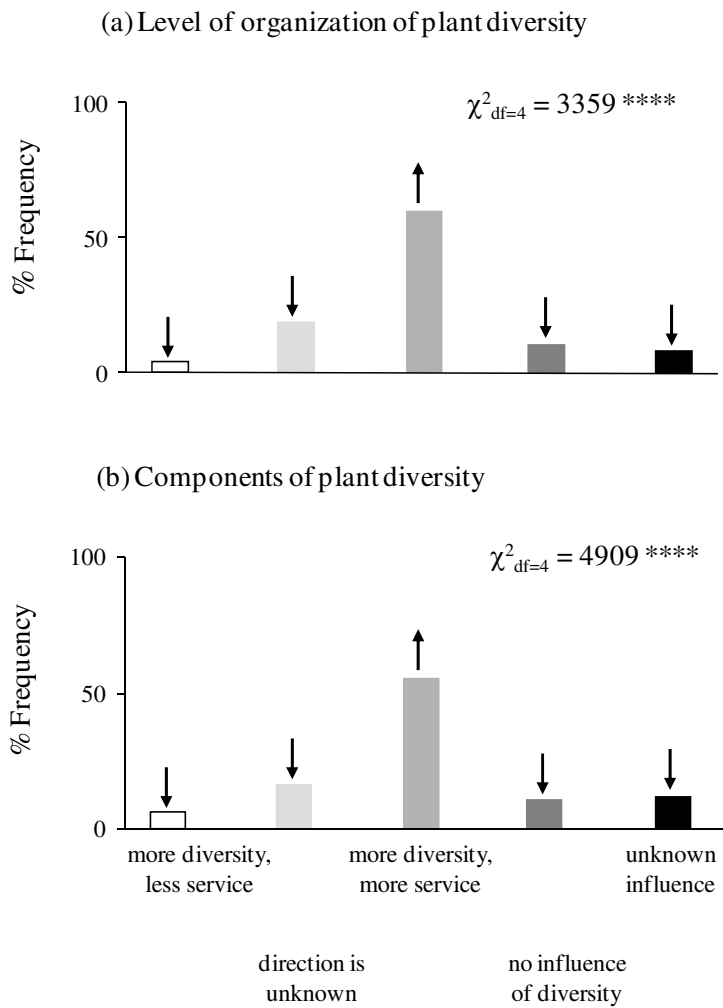 (a) Level of organization of plant diversity
χ²df=4 = 3359 ****
100
50
0
% Frequency
(b) Components of plant diversity
χ²df=4 = 4909 ****
100
50
0
% Frequency
more diversity,
less service
more diversity,
more service
unknown
influence
direction is
unknown
no influence
of diversity